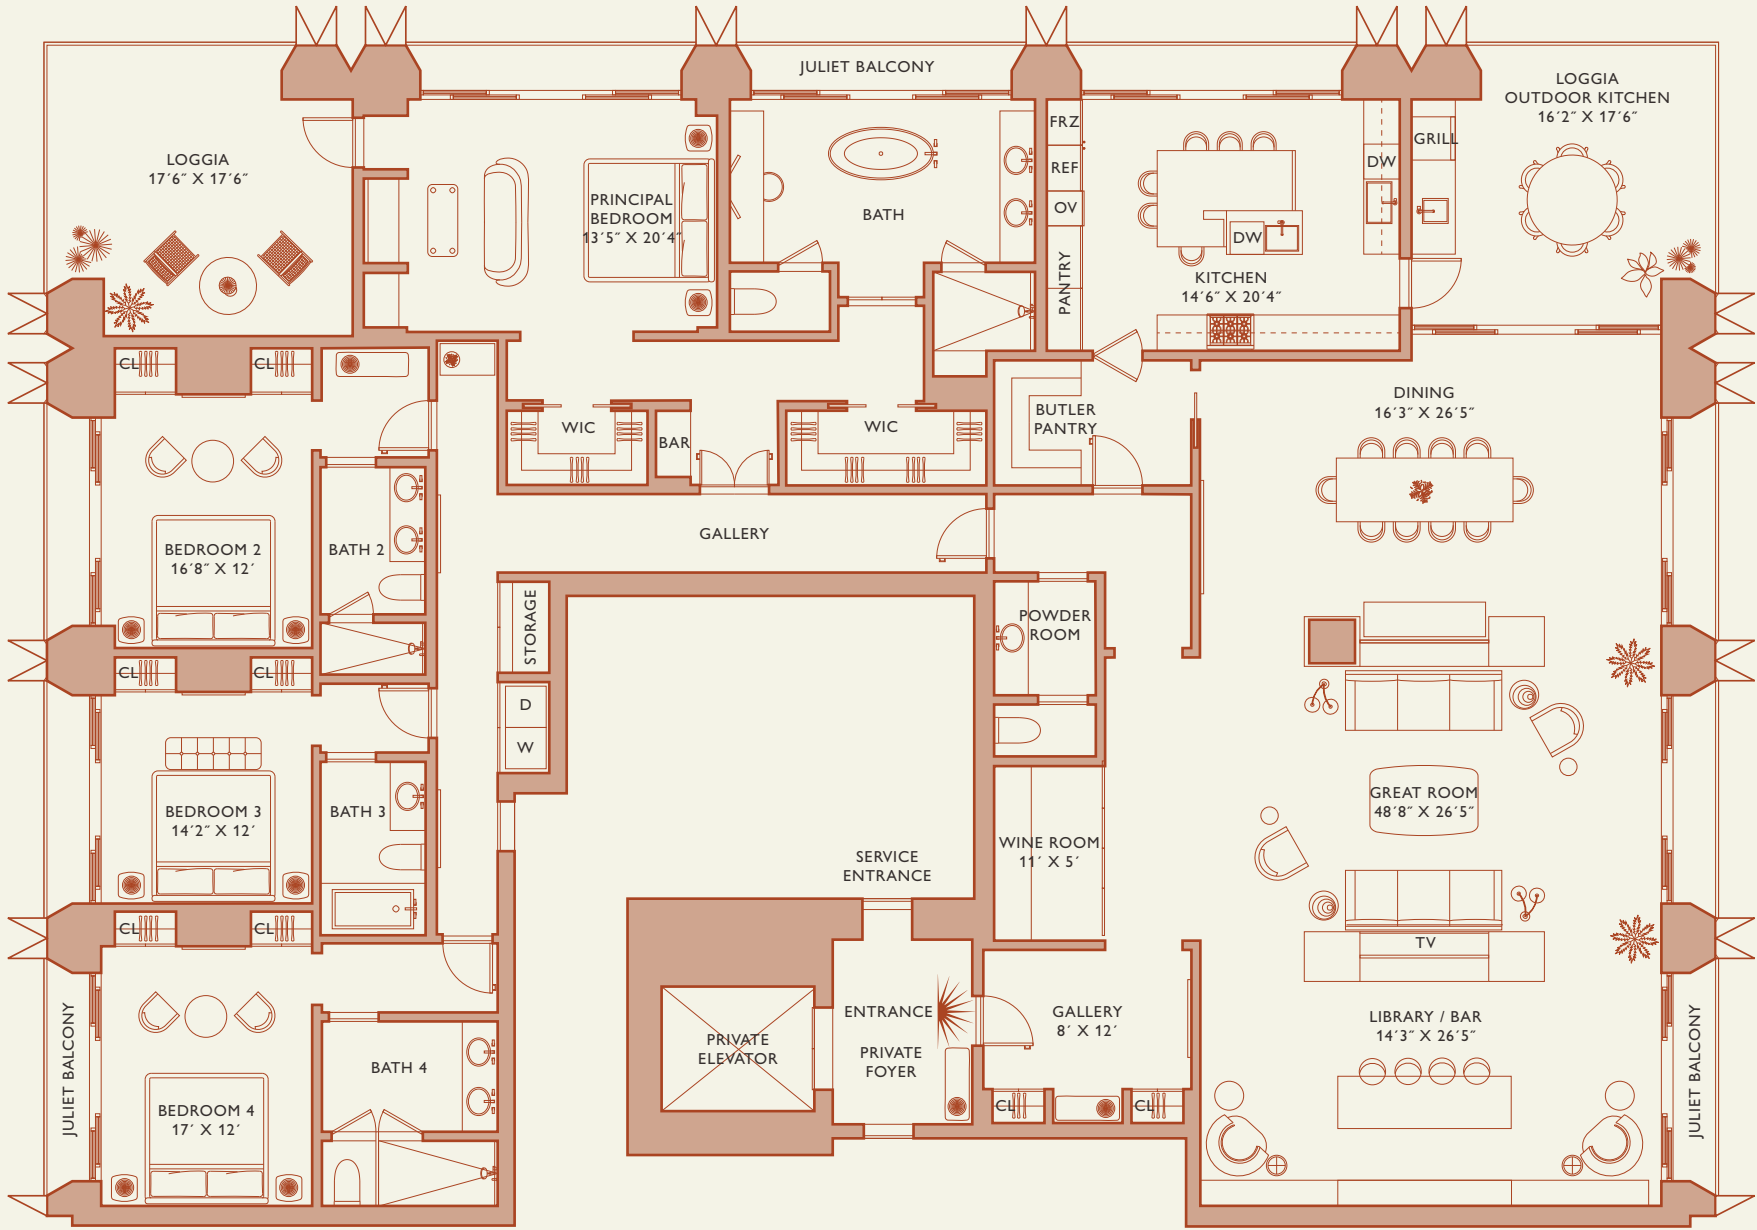 JULIET BALCONY
LOGGIA
OUTDOOR KITCHEN
16´2˝ X 17´6˝
LOGGIA
17´6˝ X 17´6˝
PRINCIPAL
BEDROOM
13´5˝ X 20´4˝
BATH
FRZ
REF
OV
PANTRY
DW
GRILL
DW
KITCHEN
14´6˝ X 20´4˝
CL
CL
WIC
BAR
WIC
BUTLER
PANTRY
DINING
16´3˝ X 26´5˝
BEDROOM 2
16´8˝ X 12´
BATH 2
GALLERY
STORAGE
POWDER
ROOM
CL
CL
D
W
BEDROOM 3
14´2˝ X 12´
BATH 3
GREAT ROOM
48´8˝ X 26´5˝
WINE ROOM
11´ X 5´
SERVICE
ENTRANCE
CL
CL
TV
JULIET BALCONY
BEDROOM 4
17´ X 12´
BATH 4
PRIVATE
ELEVATOR
ENTRANCE
PRIVATE
FOYER
GALLERY
8´ X 12´
CL
CL
LIBRARY / BAR
14´3˝ X 26´5˝
JULIET BALCONY